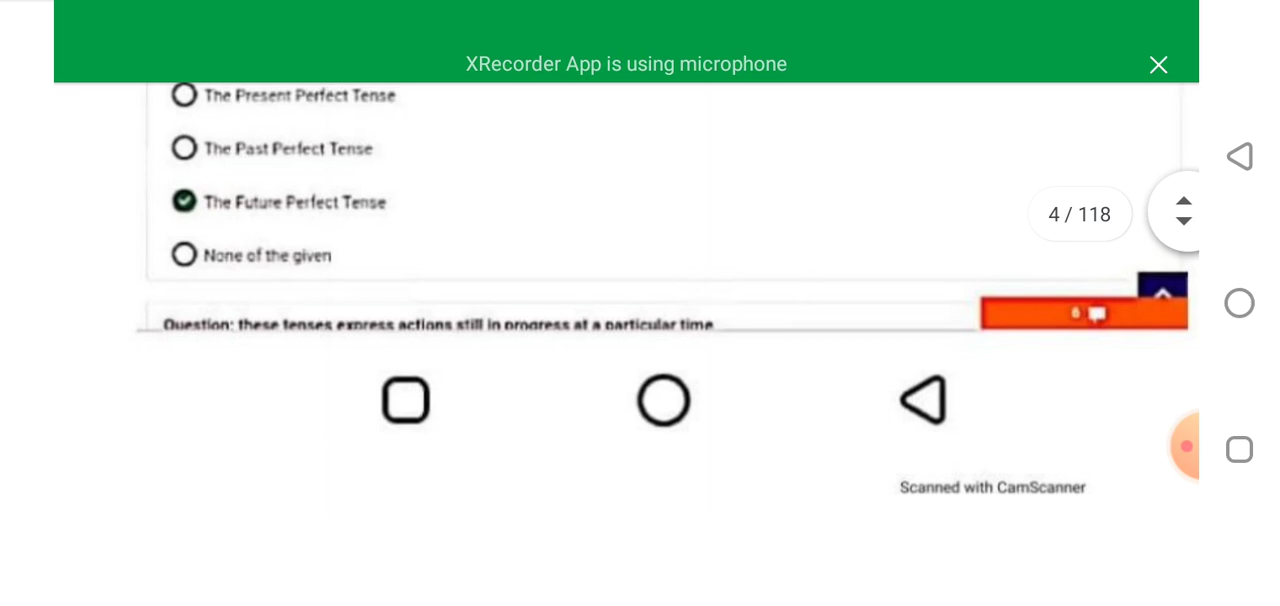 XRecorder App is using microphone
The Present Perfect Tense
The Past Perfect Tense
The Future Perfect Tense
4 / 118
None of the given
Question: these tenses express actions still in progress at a particular time
6
Scanned with CamScanner